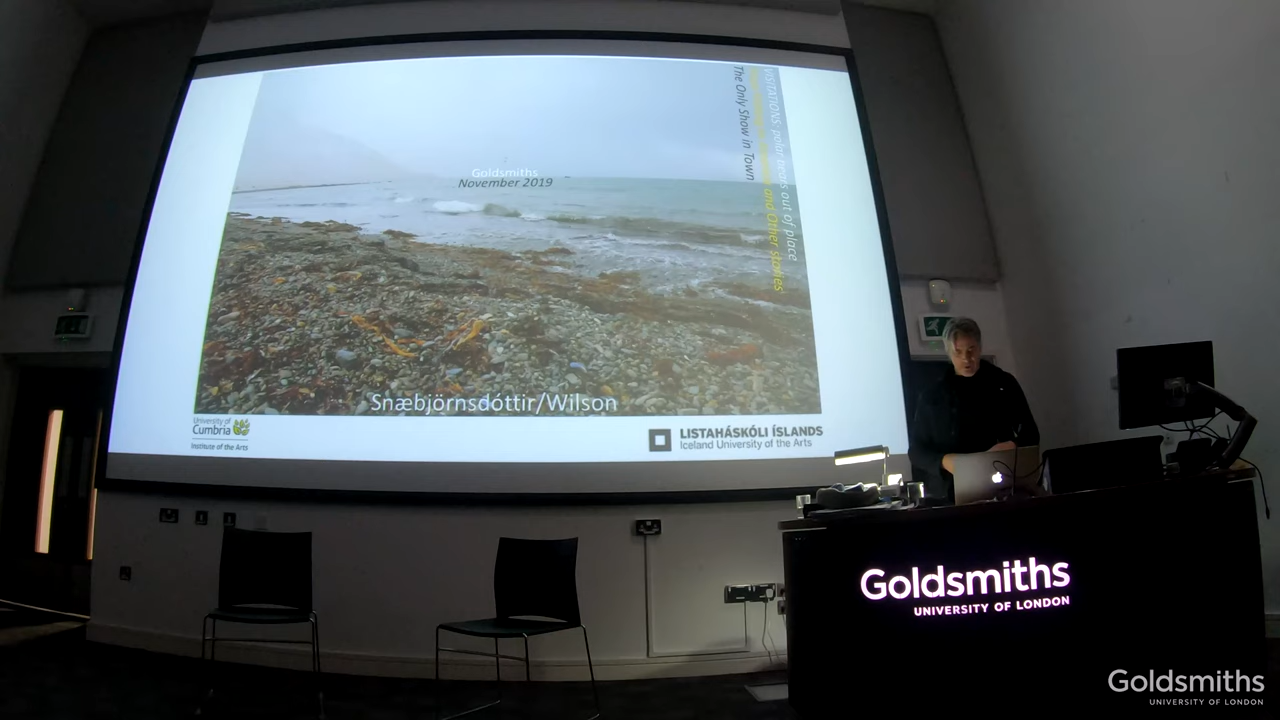 VISITATIONS: polar bears out of place
and Other stories
The Only Show in Town
Goldsmiths
November 2019
Snæbjörnsdóttir/Wilson
University of
Cumbria
Institute of the Arts
LISTAHÁSKÓLI ÍSLANDS
Iceland University of the Arts
Goldsmiths
UNIVERSITY OF LONDON
Goldsmiths
UNIVERSITY OF LONDON